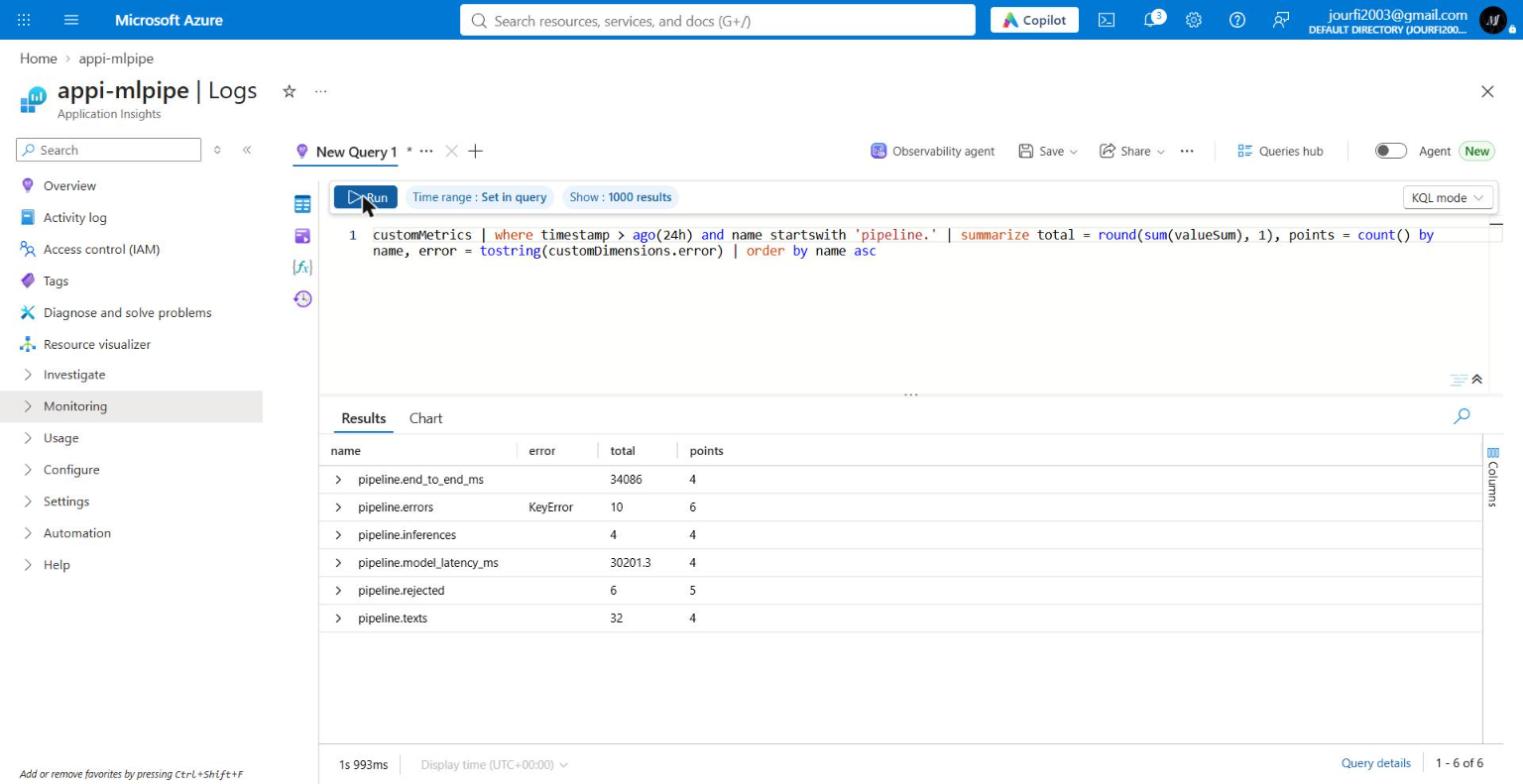 Microsoft Azure
Search resources, services, and docs (G+/)
Copilot
3
jourfi2003@gmail.com
DEFAULT DIRECTORY (JOURFI200...
Home > appi-mlpipe
appi-mlpipe | Logs
Application Insights
Search
Overview
Activity log
Access control (IAM)
Tags
Diagnose and solve problems
Resource visualizer
Investigate
Monitoring
Usage
Configure
Settings
Automation
Help
Add or remove favorites by pressing Ctrl+Shift+F
New Query 1 *
Observability agent
Save
Share
Queries hub
Agent
New
Run
Time range : Set in query
Show : 1000 results
KQL mode
1 customMetrics | where timestamp > ago(24h) and name startswith 'pipeline.' | summarize total = round(sum(valueSum), 1), points = count() by
name, error = tostring(customDimensions.error) | order by name asc
Results Chart
name error total points
pipeline.end_to_end_ms 34086 4
pipeline.errors KeyError 10 6
pipeline.inferences 4 4
pipeline.model_latency_ms 30201.3 4
pipeline.rejected 6 5
pipeline.texts 32 4
Columns
1s 993ms
Display time (UTC+00:00)
Query details
1 - 6 of 6